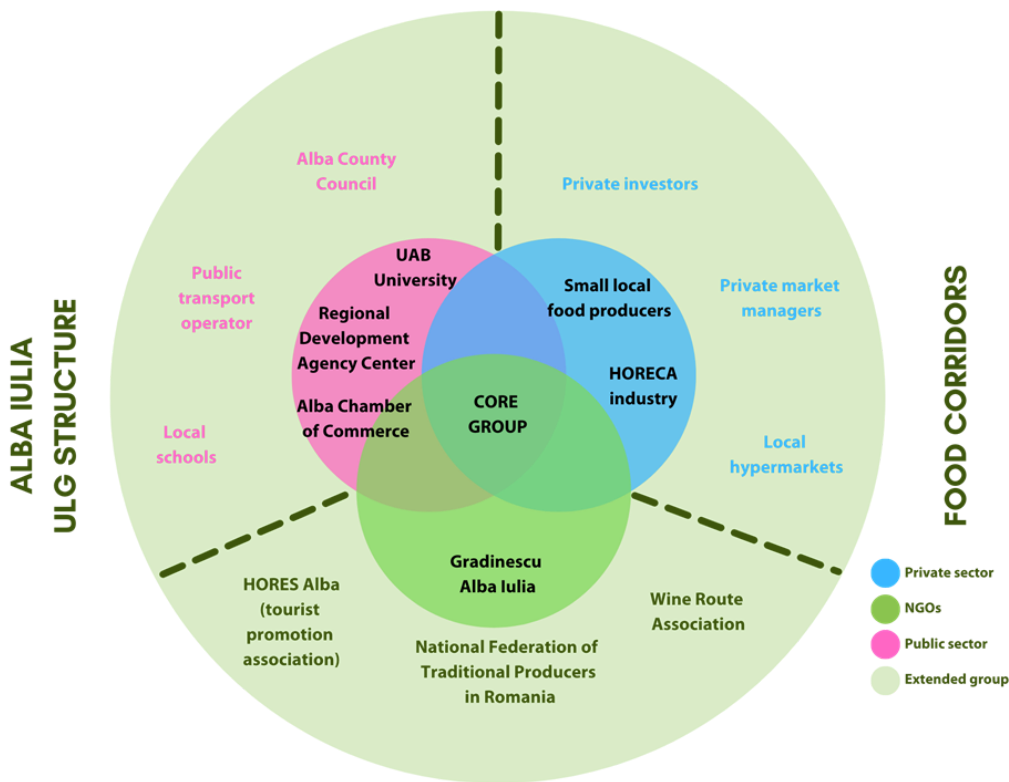 ALBA IULIA
ULG STRUCTURE
Alba County
Council
Public
transport
operator
Local
schools
UAB
University
Regional
Development
Agency Center
Alba Chamber
of Commerce
CORE
GROUP
Small local
food producers
HORECA
industry
Private investors
Private market
managers
Local
hypermarkets
Gradinescu
Alba Iulia
HORES Alba
(tourist
promotion
association)
National Federation of
Traditional Producers
in Romania
Wine Route
Association
FOOD CORRIDORS
Private sector
NGOs
Public sector
Extended group